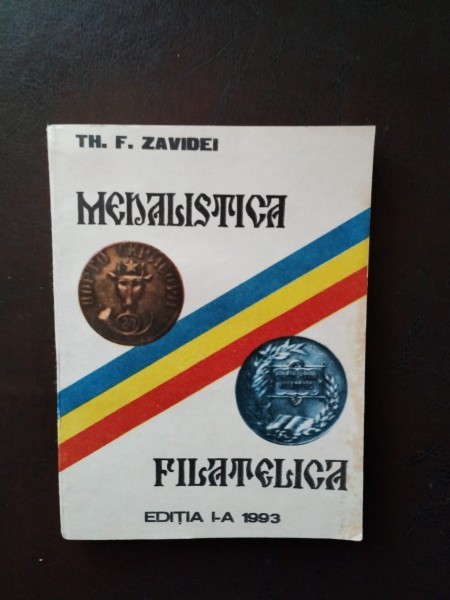 TH. F. ZAVIDEI
MEDALISTICA
FILATELICA
EDIȚIA I-A 1993